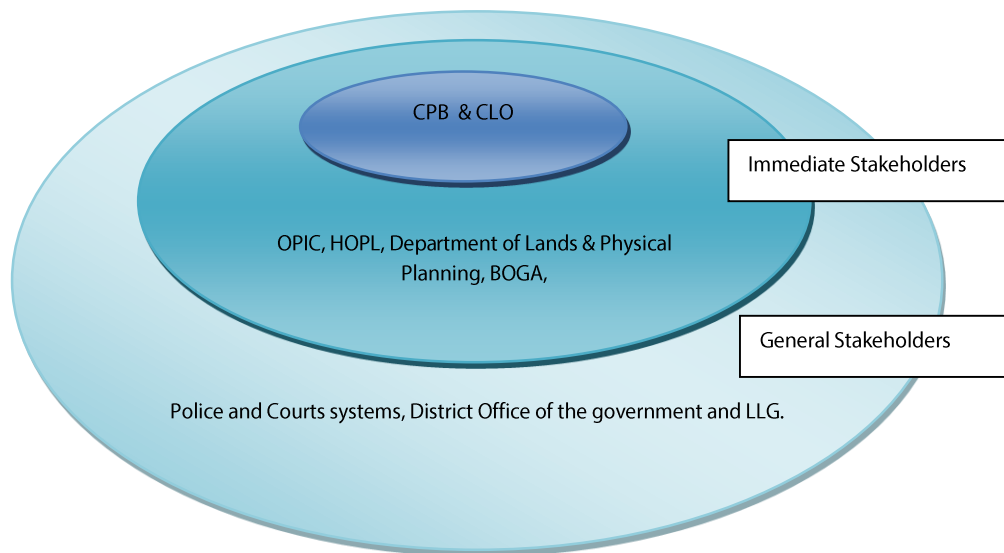 CPB & CLO
Immediate Stakeholders
OPIC, HOPL, Department of Lands & Physical
Planning, BOGA,
General Stakeholders
Police and Courts systems, District Office of the government and LLG.